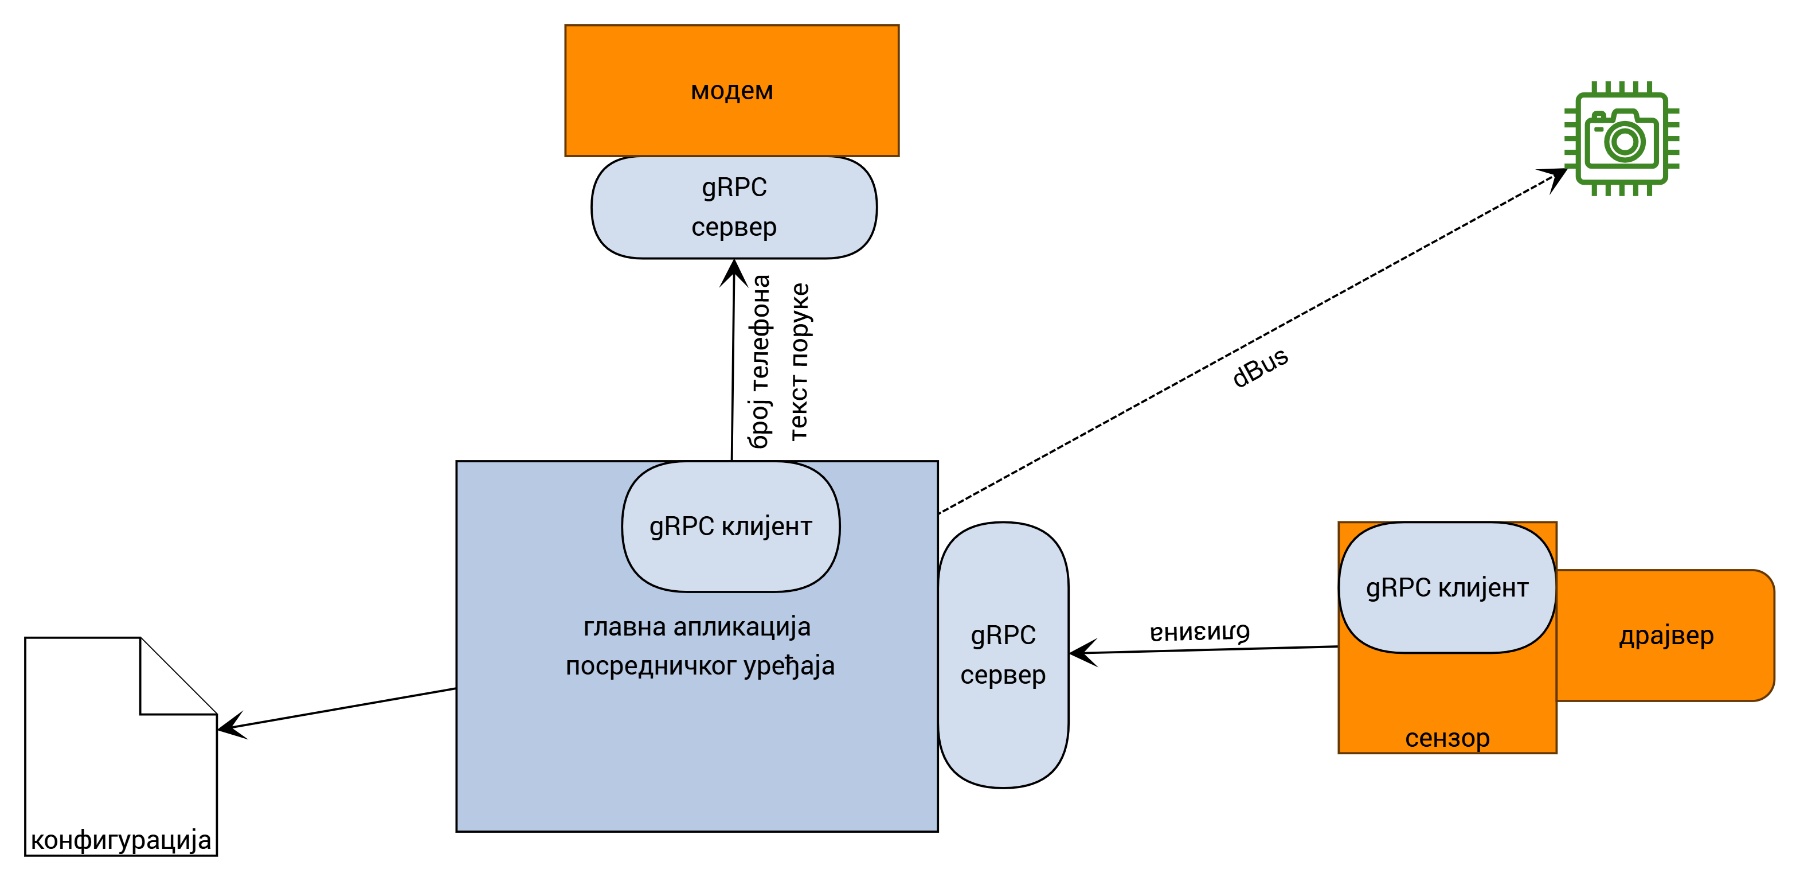 модем
gRPC
сервер
број телефона
текст поруке
dBus
gRPC клијент
главна апликација
посредничког уређаја
gRPC
сервер
близина
gRPC клијент
драјвер
сензор
конфигурација